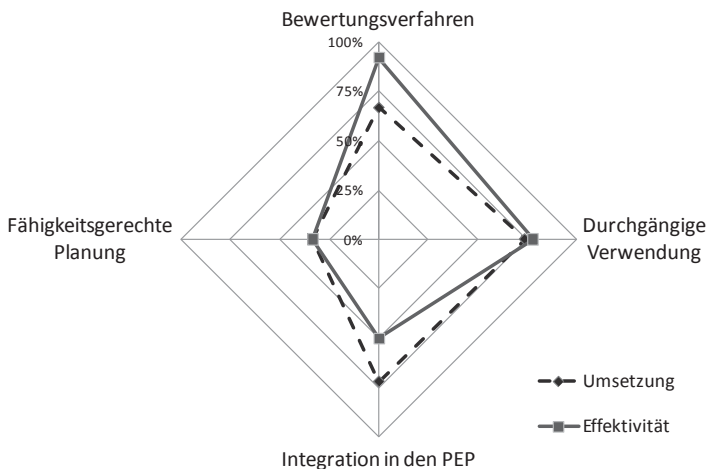 Bewertungsverfahren
100%
75%
50%
25%
0%
Fähigkeitsgerechte
Planung
Durchgängige
Verwendung
Umsetzung
Effektivität
Integration in den PEP